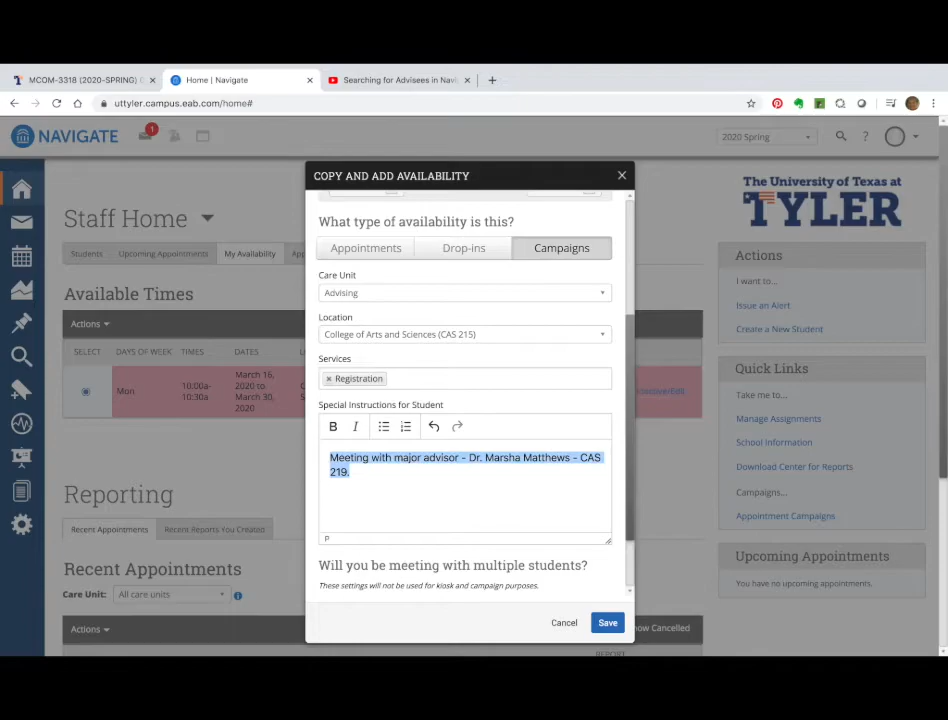 MCOM-3318 (2020-SPRING)
Home | Navigate
Searching for Advisees in Navi
uttyler.campus.eab.com/home#
NAVIGATE
1
2020 Spring
COPY AND ADD AVAILABILITY
The University of Texas at
TYLER
Staff Home
Students
Upcoming Appointments
My Availability
App
Available Times
Actions
SELECT
DAYS OF WEEK
TIMES
DATES
Mon
10:00a-
10:30a
March 16,
2020 to
March 30,
2020
Reporting
Recent Appointments
Recent Reports You Created
Recent Appointments
Care Unit:
All care units
Actions
What type of availability is this?
Appointments
Drop-ins
Campaigns
Care Unit
Advising
Location
College of Arts and Sciences (CAS 215)
Services
× Registration
Special Instructions for Student
B I
Meeting with major advisor - Dr. Marsha Matthews - CAS
219.
P
Will you be meeting with multiple students?
These settings will not be used for kiosk and campaign purposes.
Cancel
Save
Actions
I want to...
Issue an Alert
Create a New Student
Quick Links
Take me to...
Manage Assignments
School Information
Download Center for Reports
Campaigns...
Appointment Campaigns
Upcoming Appointments
You have no upcoming appointments.